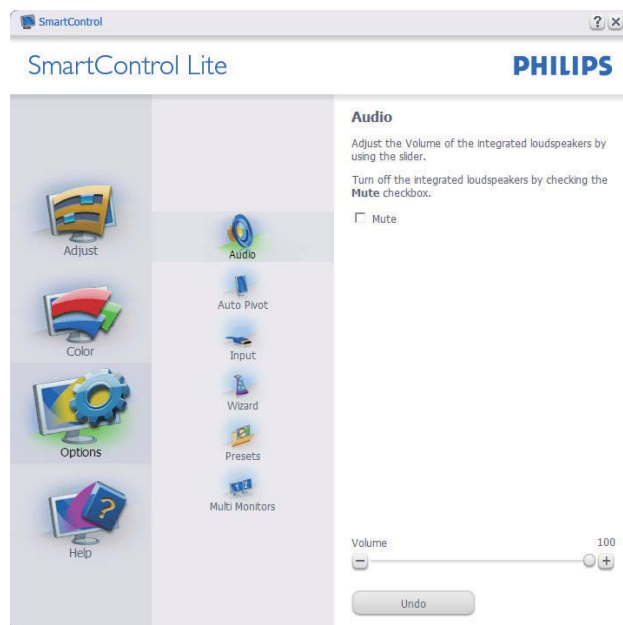 SmartControl
? ×
SmartControl Lite
PHILIPS
Adjust
Color
Options
Help
Audio
Auto Pivot
Input
Wizard
Presets
Multi Monitors
Audio
Adjust the Volume of the integrated loudspeakers by
using the slider.
Turn off the integrated loudspeakers by checking the
Mute checkbox.
Mute
Volume 100
Undo